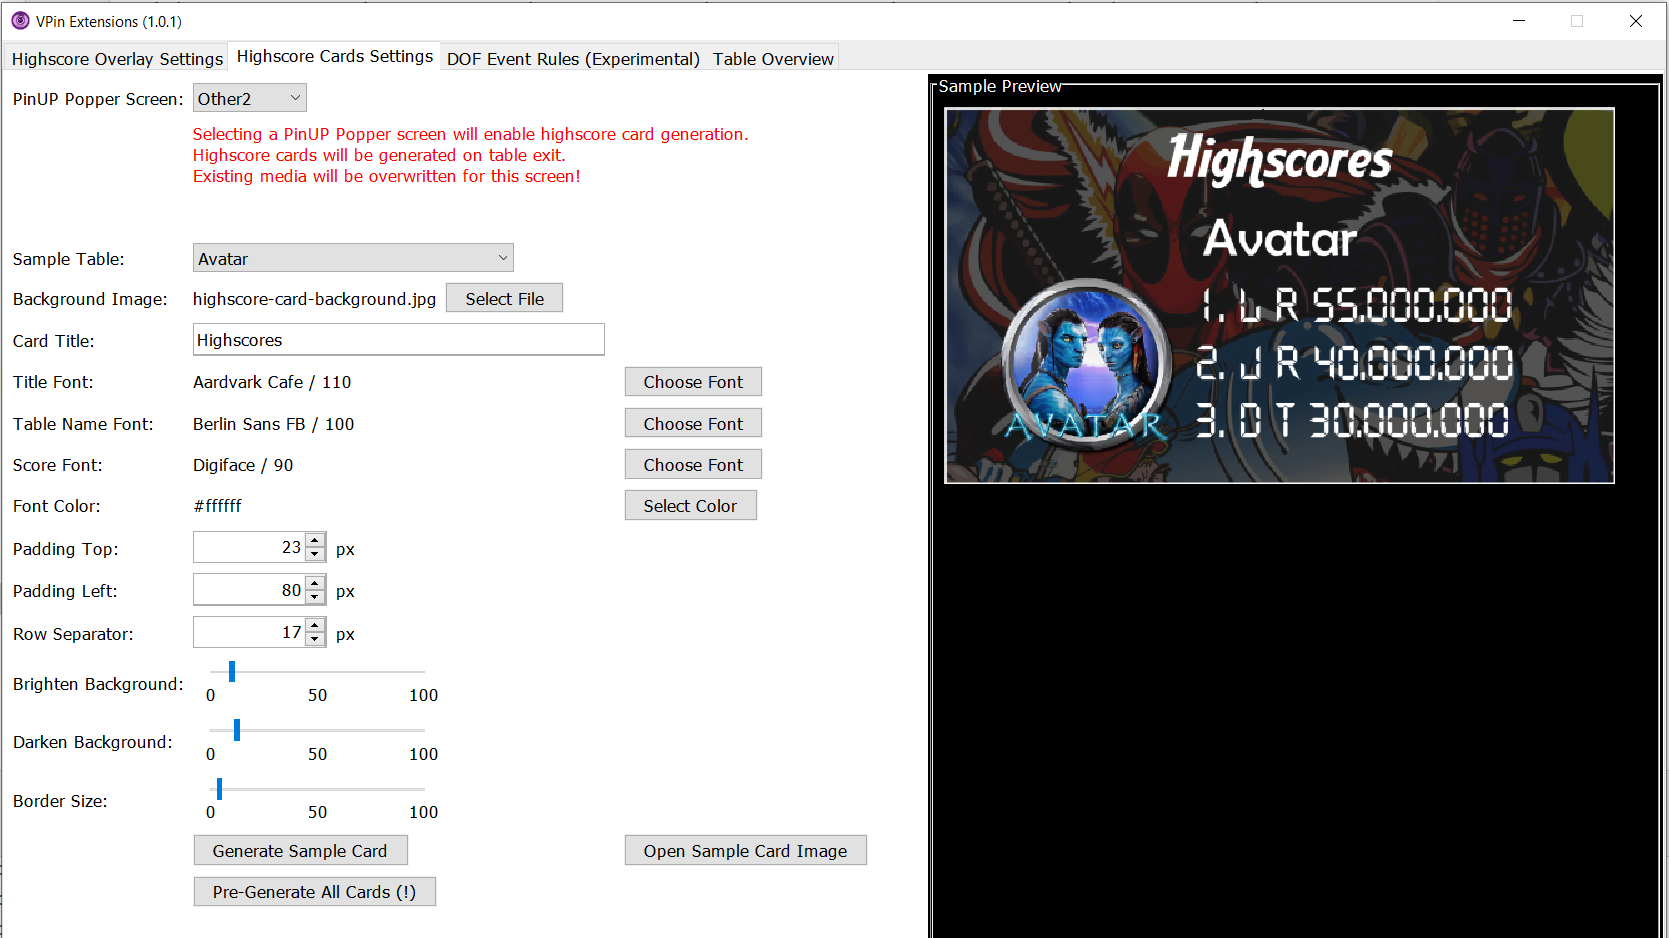 VPin Extensions (1.0.1)
Highscore Overlay Settings
Highscore Cards Settings
DOF Event Rules (Experimental)
Table Overview
PinUP Popper Screen:
Other2
Selecting a PinUP Popper screen will enable highscore card generation.
Highscore cards will be generated on table exit.
Existing media will be overwritten for this screen!
Sample Table:
Avatar
Background Image:
highscore-card-background.jpg
Select File
Card Title:
Highscores
Title Font:
Aardvark Cafe / 110
Choose Font
Table Name Font:
Berlin Sans FB / 100
Choose Font
Score Font:
Digiface / 90
Choose Font
Font Color:
#ffffff
Select Color
Padding Top:
23
px
Padding Left:
80
px
Row Separator:
17
px
Brighten Background:
0 50 100
Darken Background:
0 50 100
Border Size:
0 50 100
Generate Sample Card
Open Sample Card Image
Pre-Generate All Cards (!)
Sample Preview
Highscores
Avatar
AVATAR
1. L R 55.000.000
2. J R 40.000.000
3. D T 30.000.000